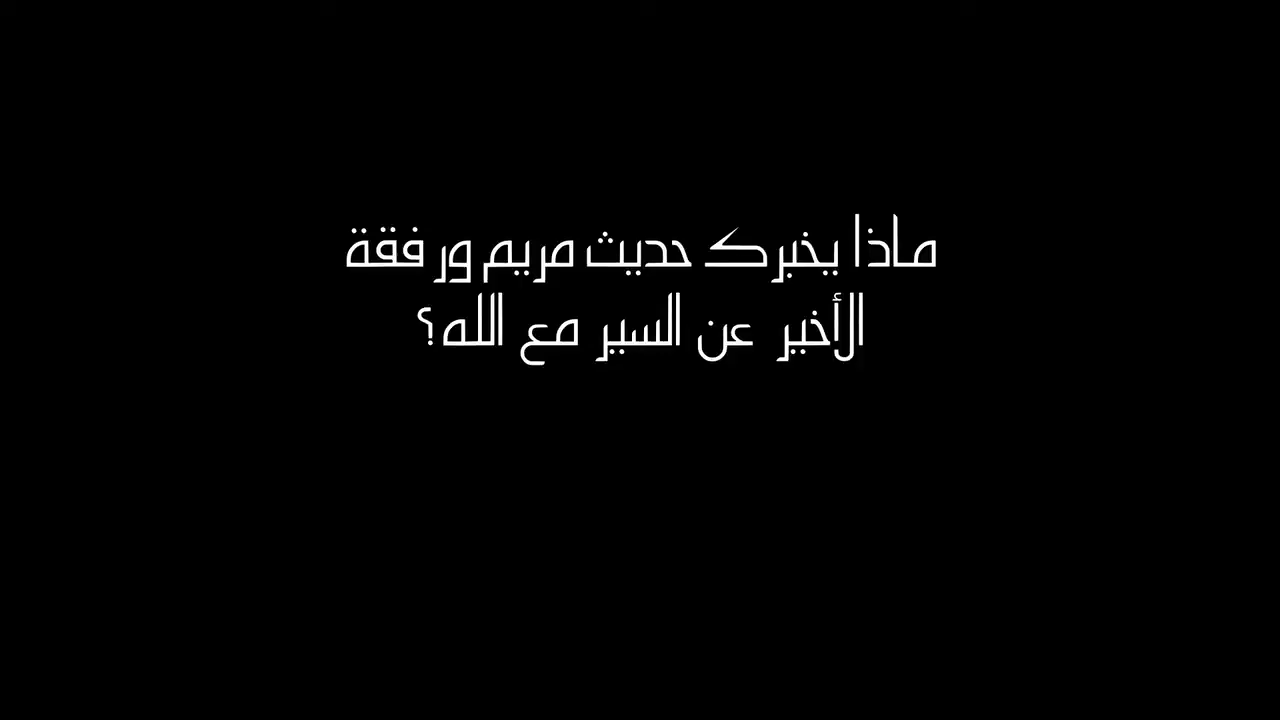 ماذا يخبرك حديث مريم ورفقة
الأخير عن السير مع الله؟